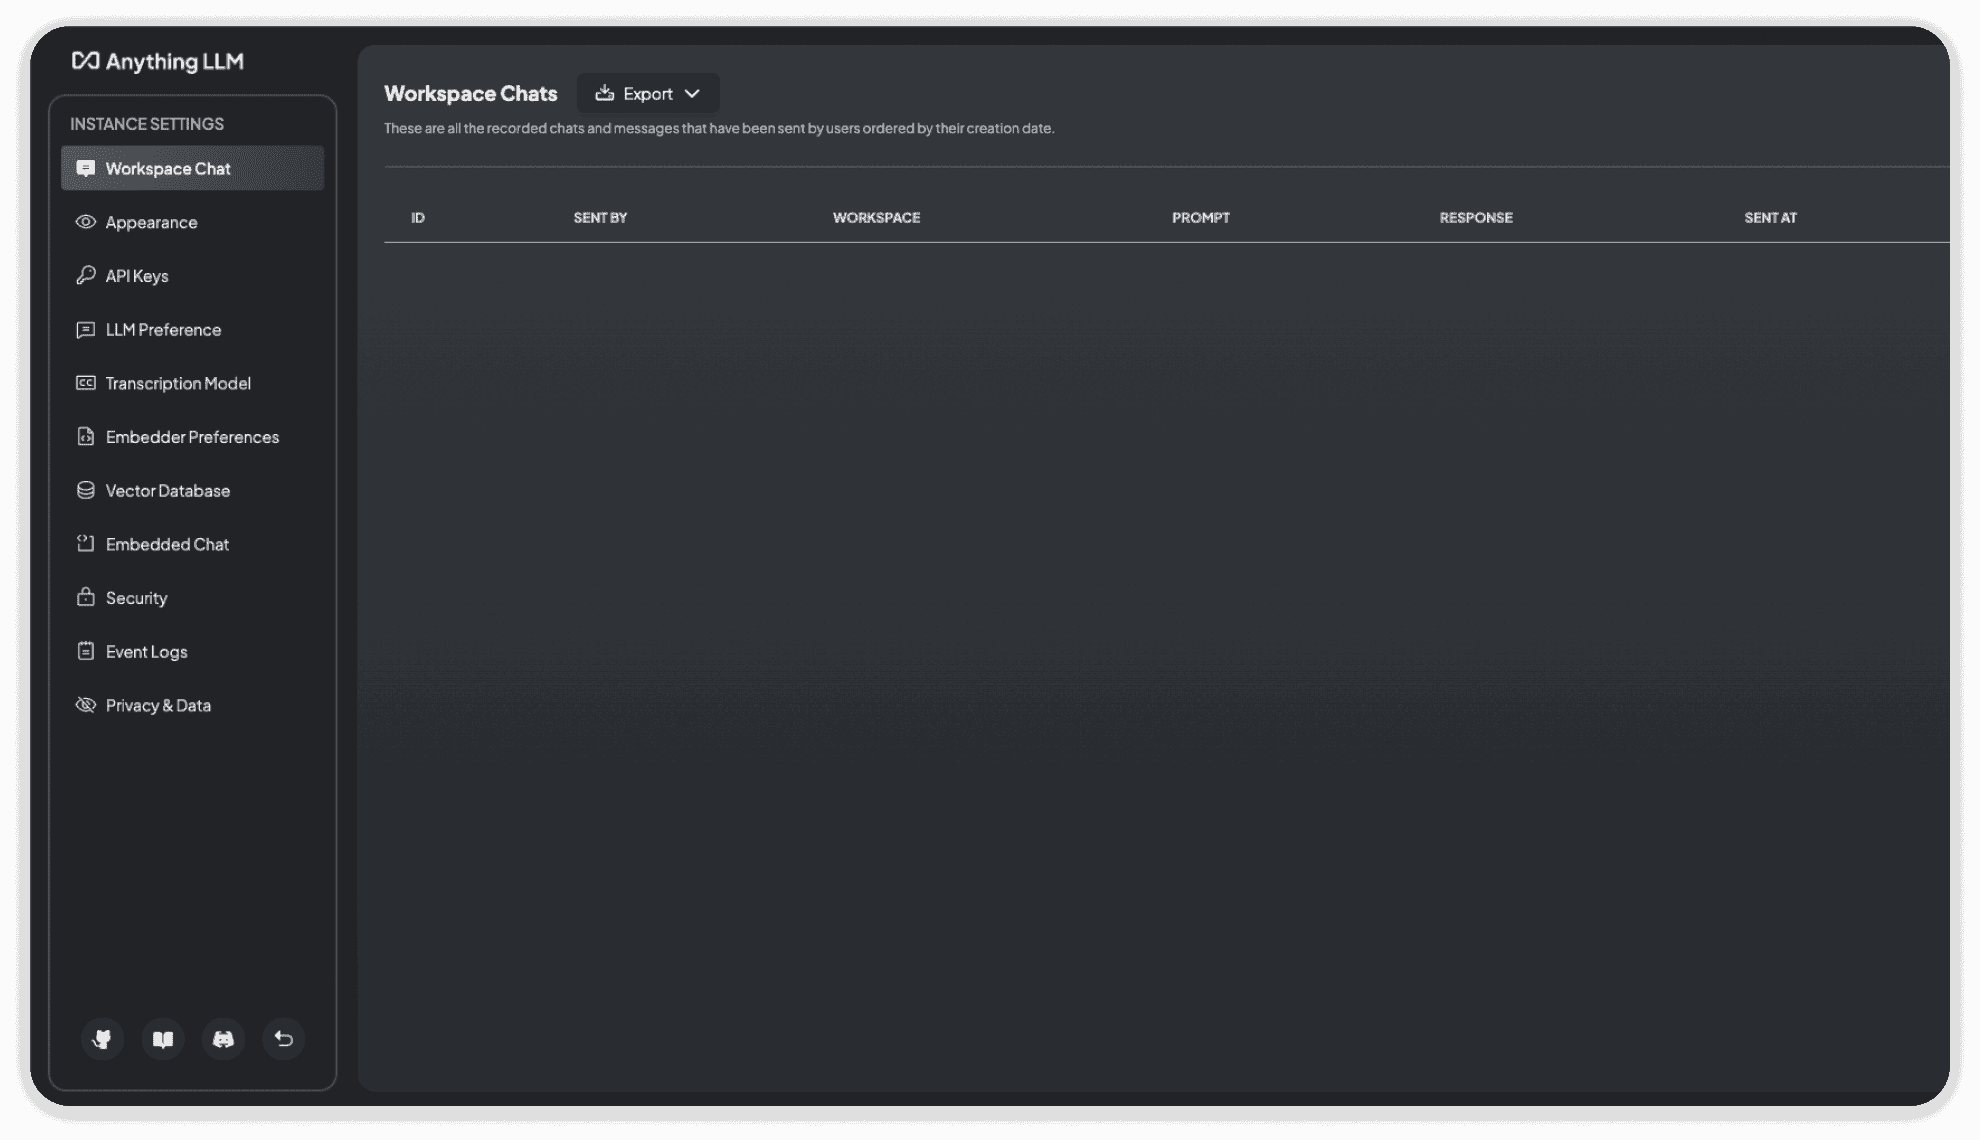 Anything LLM
INSTANCE SETTINGS
Workspace Chat
Appearance
API Keys
LLM Preference
CC Transcription Model
Embedder Preferences
Vector Database
Embedded Chat
Security
Event Logs
Privacy & Data
Workspace Chats
Export
These are all the recorded chats and messages that have been sent by users ordered by their creation date.
ID SENT BY WORKSPACE PROMPT RESPONSE SENT AT